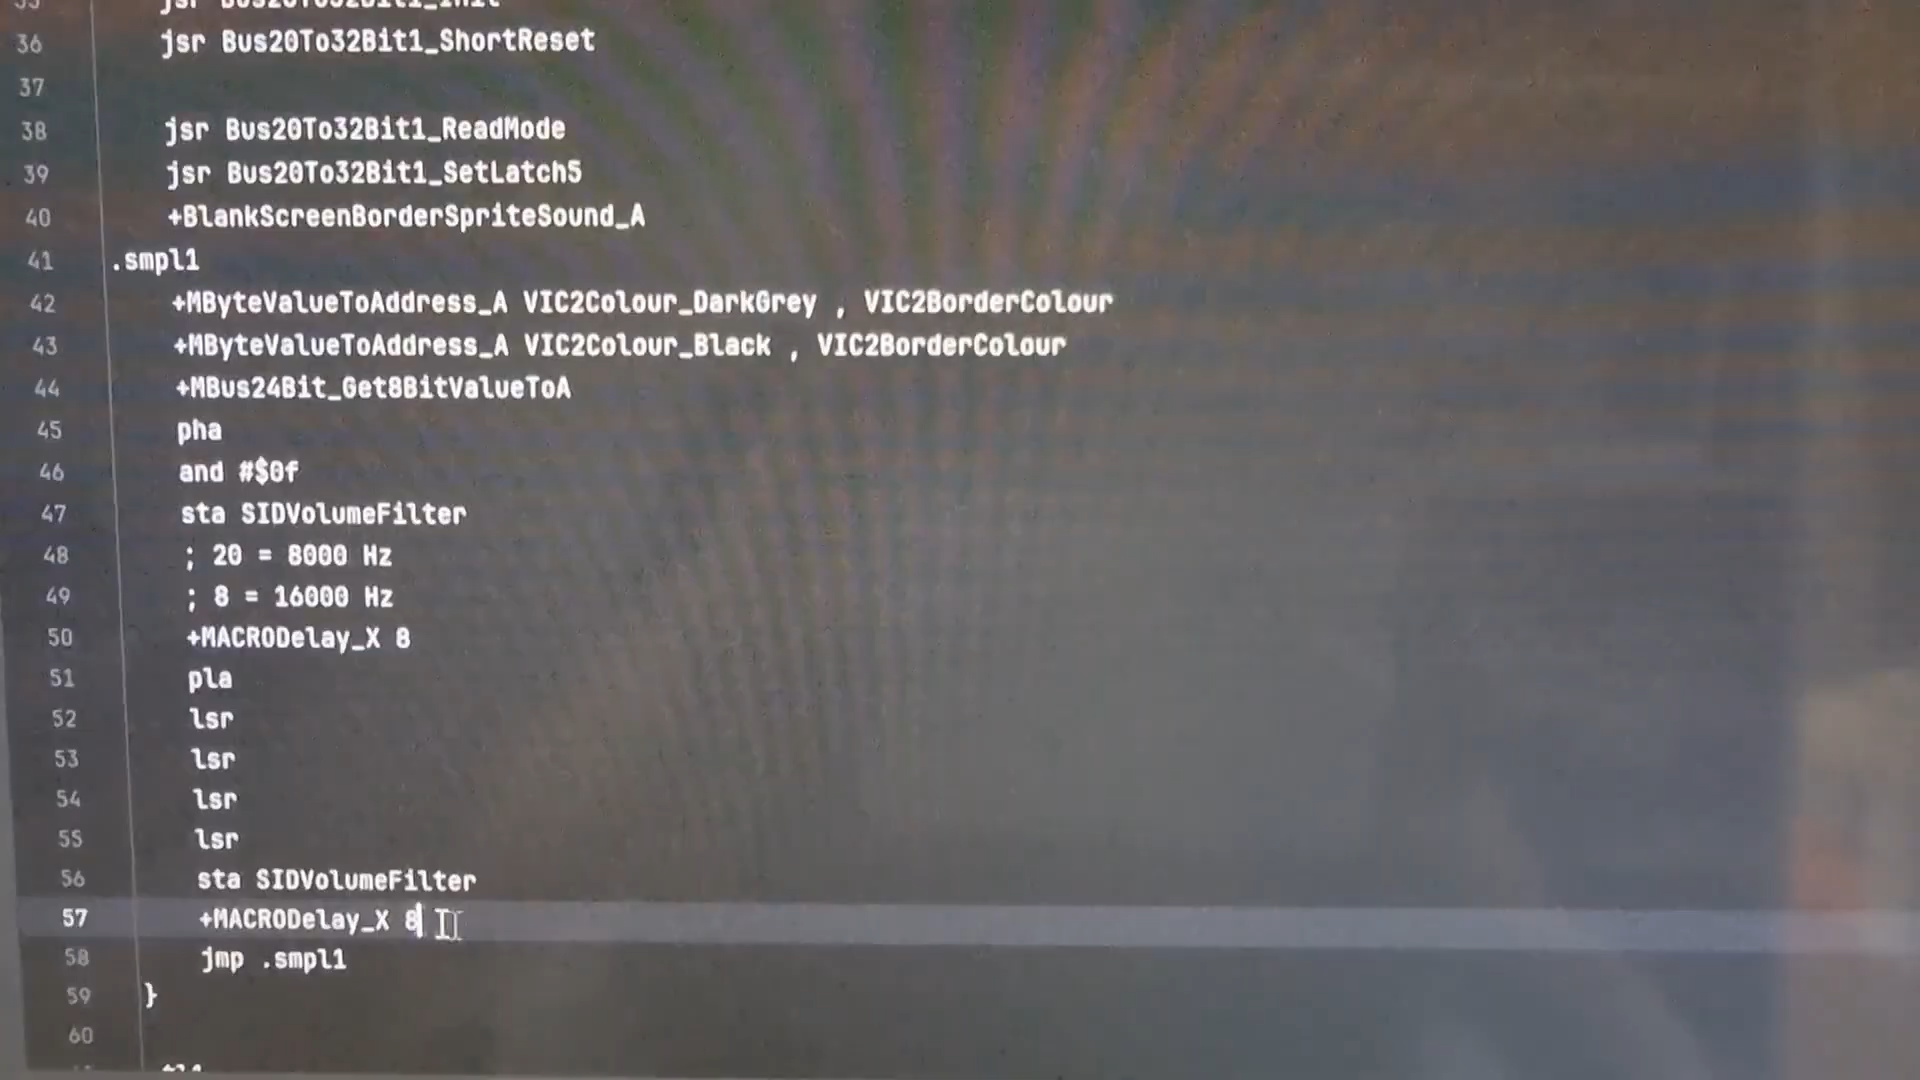 jsr Bus20To32Bit1_Init
36 jsr Bus20To32Bit1_ShortReset
37
38 jsr Bus20To32Bit1_ReadMode
39 jsr Bus20To32Bit1_SetLatch5
40 +BlankScreenBorderSpriteSound_A
41 .smpl1
42 +MByteValueToAddress_A VIC2Colour_DarkGrey , VIC2BorderColour
43 +MByteValueToAddress_A VIC2Colour_Black , VIC2BorderColour
44 +MBus24Bit_Get8BitValueToA
45 pha
46 and #$0f
47 sta SIDVolumeFilter
48 ; 20 = 8000 Hz
49 ; 8 = 16000 Hz
50 +MACRODelay_X 8
51 pla
52 lsr
53 lsr
54 lsr
55 lsr
56 sta SIDVolumeFilter
57 +MACRODelay_X 8
58 jmp .smpl1
59 }
60